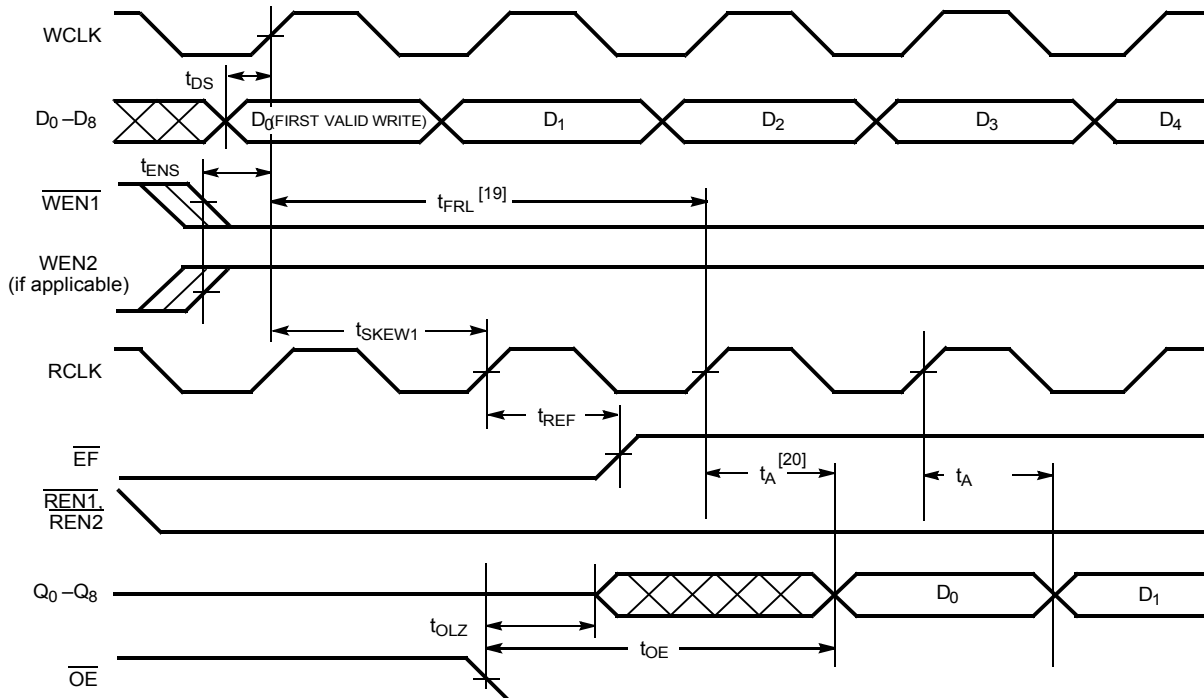 WCLK
tDS
D0 –D8
D0(FIRST VALID WRITE)
D1
D2
D3
D4
tENS
WEN1
tFRL [19]
WEN2
(if applicable)
tSKEW1
RCLK
tREF
EF
tA [20]
tA
REN1,
REN2
Q0 –Q8
D0
D1
tOLZ
tOE
OE